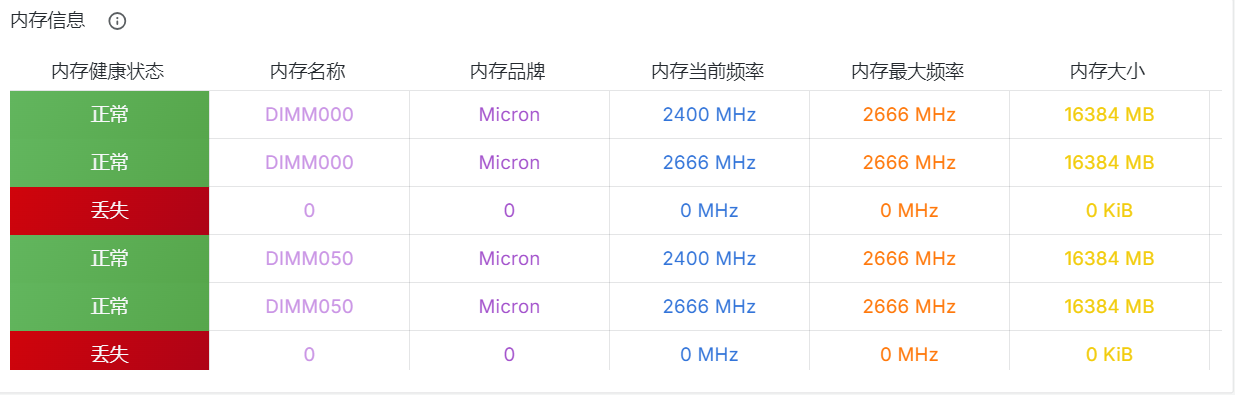 内存信息
内存健康状态 内存名称 内存品牌 内存当前频率 内存最大频率 内存大小
正常 DIMM000 Micron 2400 MHz 2666 MHz 16384 MB
正常 DIMM000 Micron 2666 MHz 2666 MHz 16384 MB
丢失 0 0 0 MHz 0 MHz 0 KiB
正常 DIMM050 Micron 2400 MHz 2666 MHz 16384 MB
正常 DIMM050 Micron 2666 MHz 2666 MHz 16384 MB
丢失 0 0 0 MHz 0 MHz 0 KiB